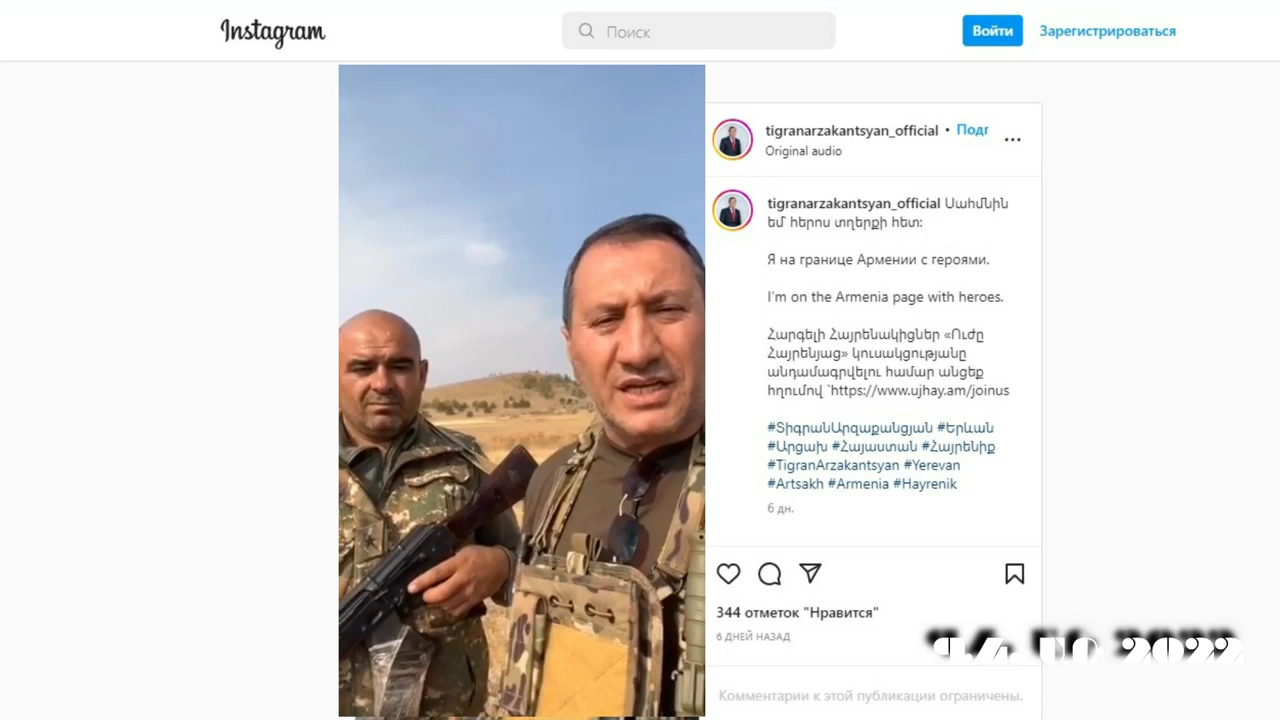 Instagram
Поиск
Войти
Зарегистрироваться
tigranarzakantsyan_official • Подг
Original audio
tigranarzakantsyan_official Սահմնին
եմ՝ հերոս տղերքի հետ:
Я на границе Армении с героями.
I'm on the Armenia page with heroes.
Հարգելի Հայրենակիցներ «Ուժը
Հայրենյաց» կուսակցությանը
անդամագրվելու համար անցեք
հղումով `https://www.ujhay.am/joinus
#ՏիգրանԱրզաքանցյան #Երևան
#Արցախ #Հայաստան #Հայրենիք
#TigranArzakantsyan #Yerevan
#Artsakh #Armenia #Hayrenik
6 дн.
344 отметок "Нравится"
6 ДНЕЙ НАЗАД
2022
Комментарии к этой публикации ограничены.